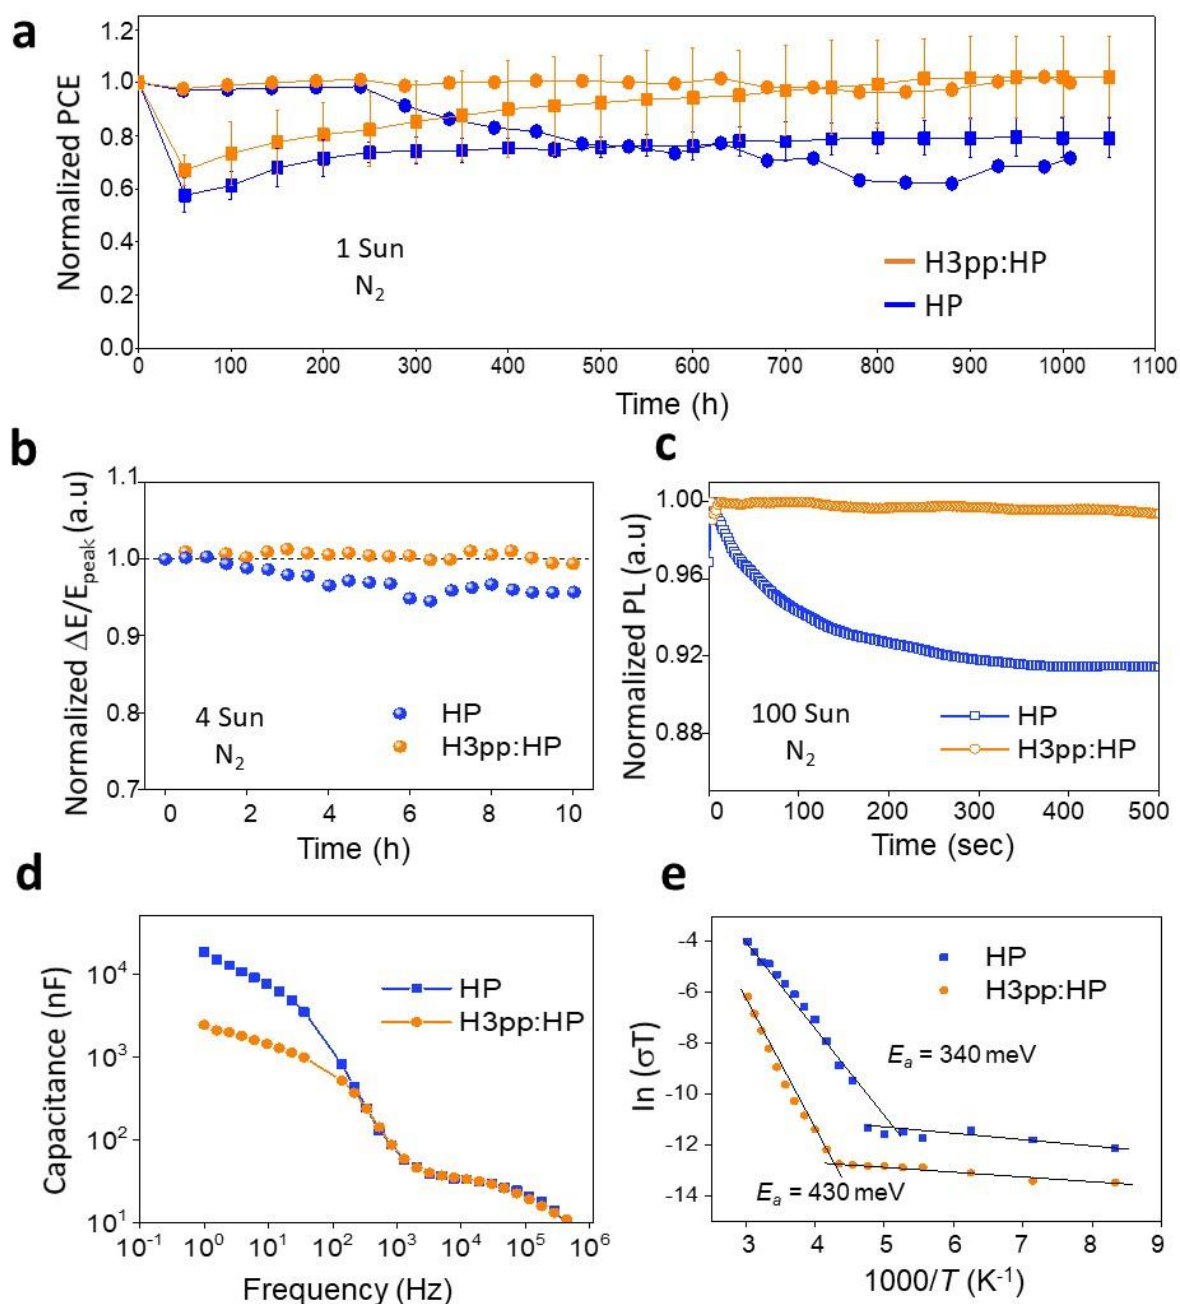 a
Normalized PCE
1.2
1.0
0.8
0.6
0.4
0.2
0.0
1 Sun
N2
H3pp:HP
HP
0 100 200 300 400 500 600 700 800 900 1000 1100
Time (h)
b
Normalized ΔE/Epeak (a.u)
1.1
1.0
0.9
0.8
0.7
4 Sun
N2
HP
H3pp:HP
0 2 4 6 8 10
Time (h)
c
Normalized PL (a.u)
1.00
0.96
0.92
0.88
100 Sun
N2
HP
H3pp:HP
0 100 200 300 400 500
Time (sec)
d
Capacitance (nF)
10^4
10^3
10^2
10^1
HP
H3pp:HP
10^-1 10^0 10^1 10^2 10^3 10^4 10^5 10^6
Frequency (Hz)
e
ln (σT)
-4
-6
-8
-10
-12
-14
HP
H3pp:HP
Ea = 340 meV
Ea = 430 meV
3 4 5 6 7 8 9
1000/T (K-1)